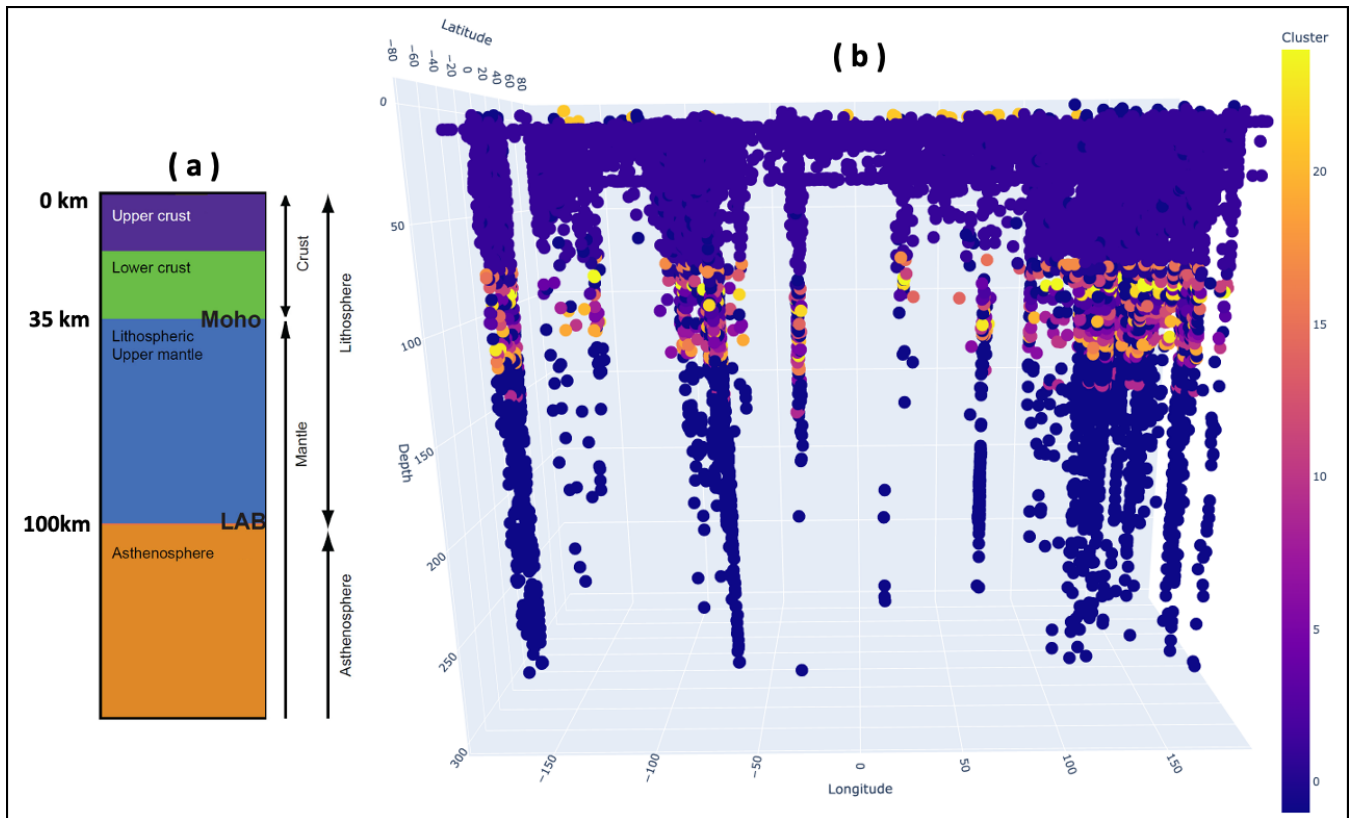 ( a )
0 km
Upper crust
Lower crust
35 km
Moho
Lithospheric
Upper mantle
100km
LAB
Asthenosphere
Crust
Mantle
Lithosphere
Asthenosphere
( b )
Latitude
−80
−60
−40
−20
0
20
40
60
80
0
50
100
150
200
250
300
Depth
−150
−100
−50
0
50
100
150
Longitude
Cluster
20
15
10
5
0